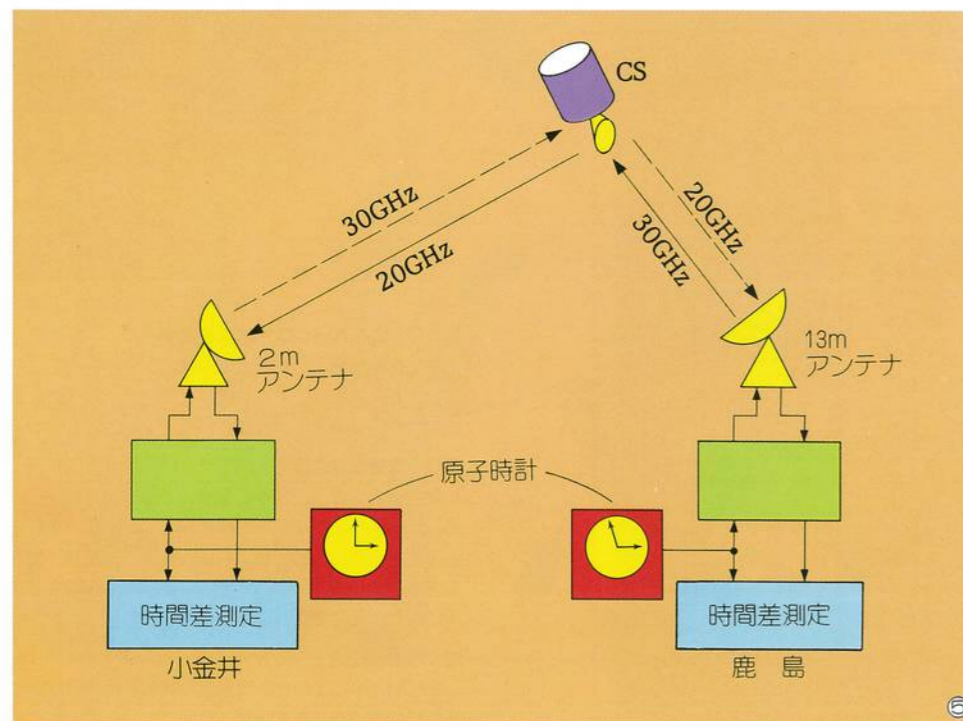 CS
30GHz
20GHz
20GHz
30GHz
2m
アンテナ
13m
アンテナ
原子時計
時間差測定
小金井
時間差測定
鹿 島
⑤